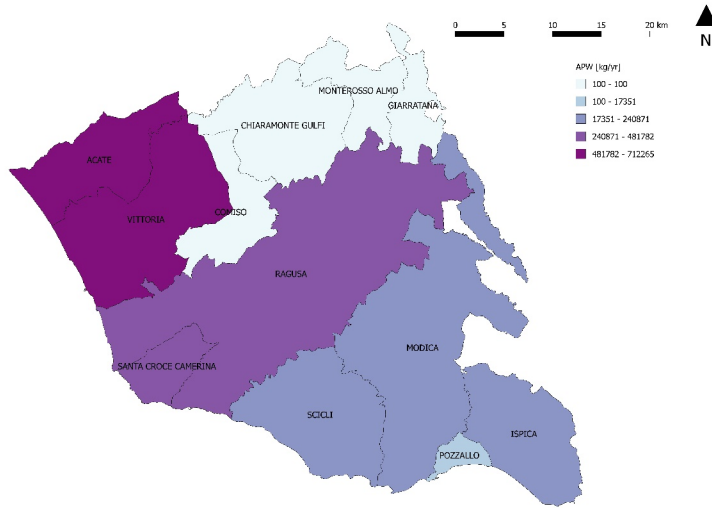 0 5 10 15 20 km
N
APW [kg/yr]
100 - 100
100 - 17351
17351 - 240871
240871 - 481782
481782 - 712265
MONTEROSSO ALMO
GIARRATANA
CHIARAMONTE GULFI
ACATE
COMISO
VITTORIA
RAGUSA
MODICA
SANTA CROCE CAMERINA
SCICLI
ISPICA
POZZALLO